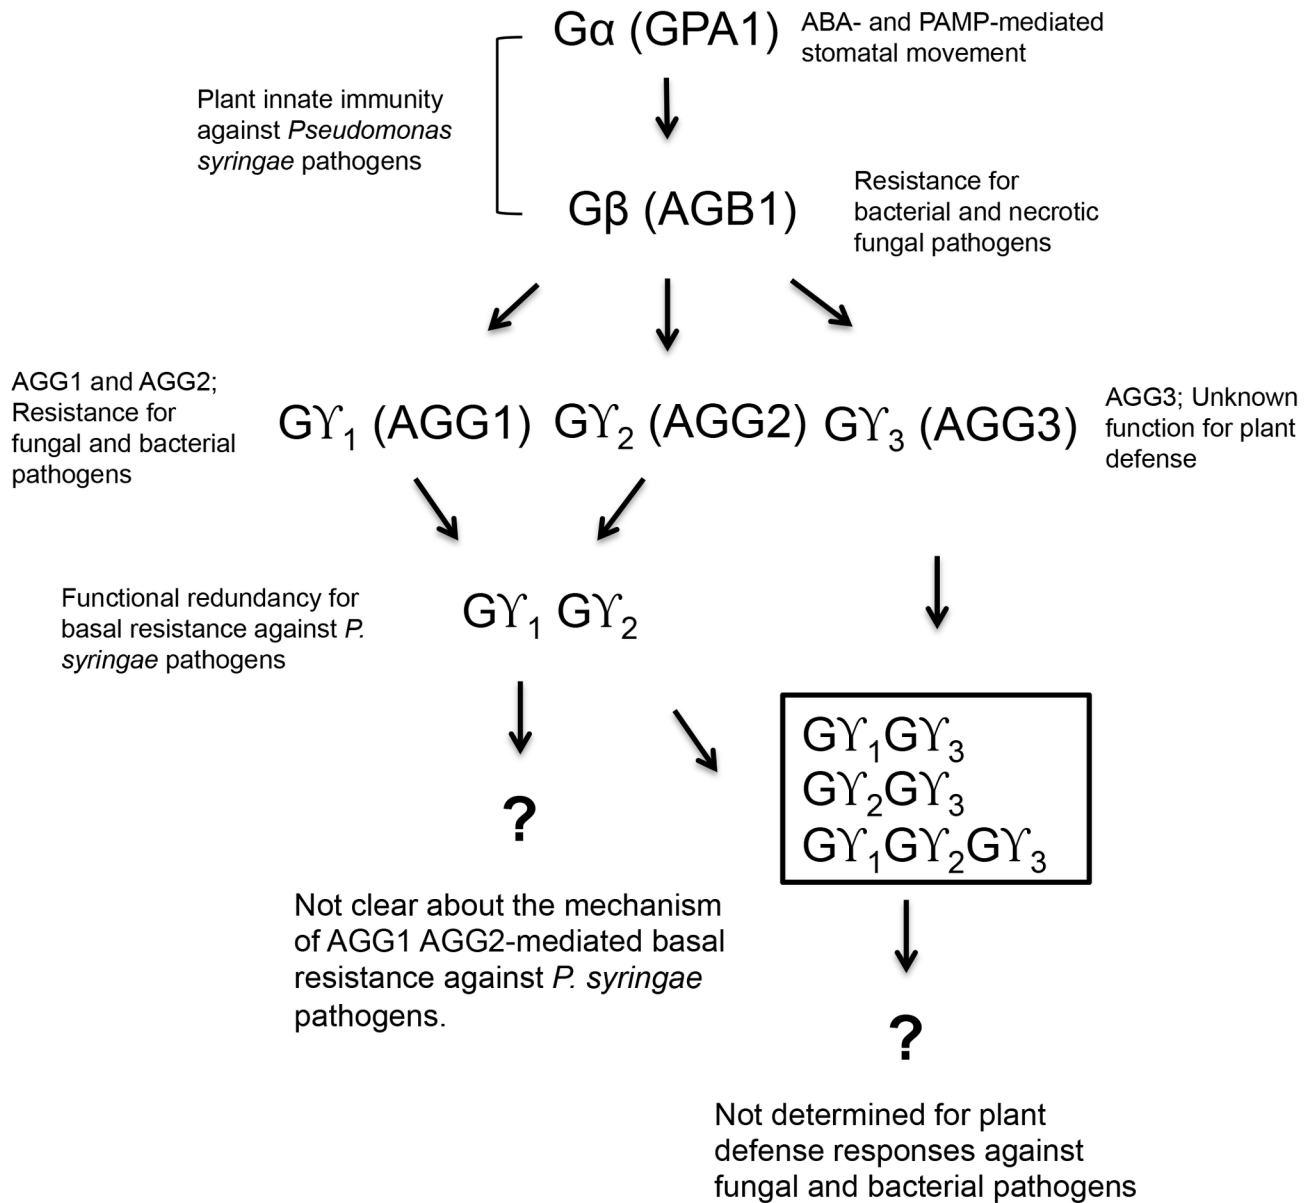 Gα (GPA1)
ABA- and PAMP-mediated
stomatal movement
Plant innate immunity
against Pseudomonas
syringae pathogens
Gβ (AGB1)
Resistance for
bacterial and necrotic
fungal pathogens
AGG1 and AGG2;
Resistance for
fungal and bacterial
pathogens
Gϒ₁ (AGG1) Gϒ₂ (AGG2) Gϒ₃ (AGG3)
AGG3; Unknown
function for plant
defense
Functional redundancy for
basal resistance against P.
syringae pathogens
Gϒ₁ Gϒ₂
Gϒ₁Gϒ₃
Gϒ₂Gϒ₃
Gϒ₁Gϒ₂Gϒ₃
?
Not clear about the mechanism
of AGG1 AGG2-mediated basal
resistance against P. syringae
pathogens.
?
Not determined for plant
defense responses against
fungal and bacterial pathogens